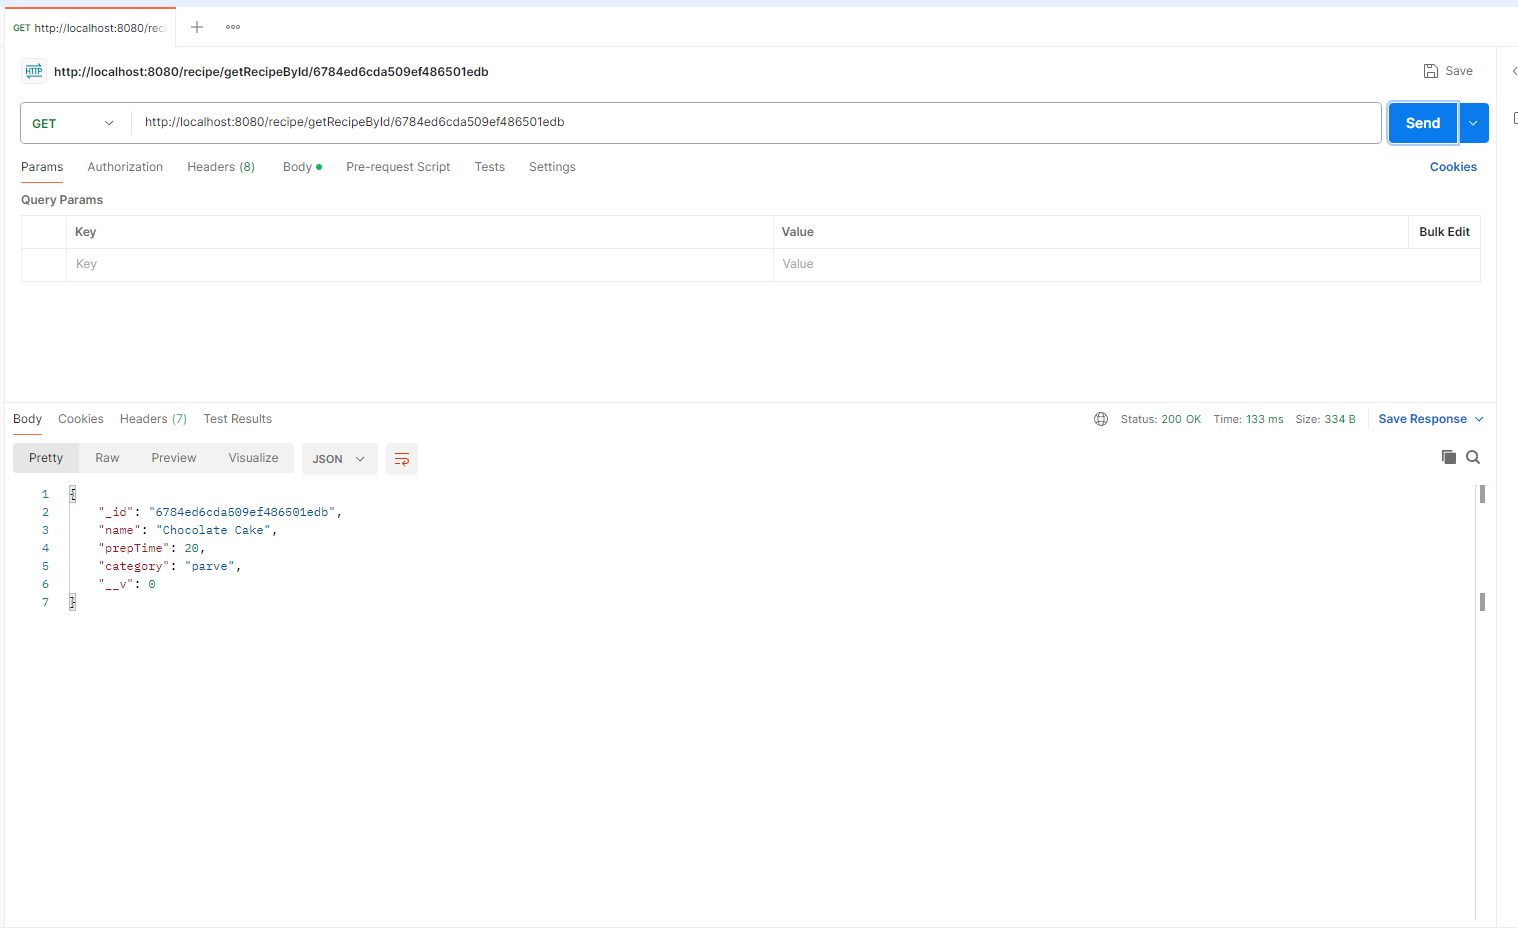 GET http://localhost:8080/reci
http://localhost:8080/recipe/getRecipeById/6784ed6cda509ef486501edb
Save
GET http://localhost:8080/recipe/getRecipeById/6784ed6cda509ef486501edb
Send
Params Authorization Headers (8) Body Pre-request Script Tests Settings Cookies
Query Params
Key Value Bulk Edit
Key Value
Body Cookies Headers (7) Test Results Status: 200 OK Time: 133 ms Size: 334 B Save Response
Pretty Raw Preview Visualize JSON
1 {
2 "_id": "6784ed6cda509ef486501edb",
3 "name": "Chocolate Cake",
4 "prepTime": 20,
5 "category": "parve",
6 "__v": 0
7 }